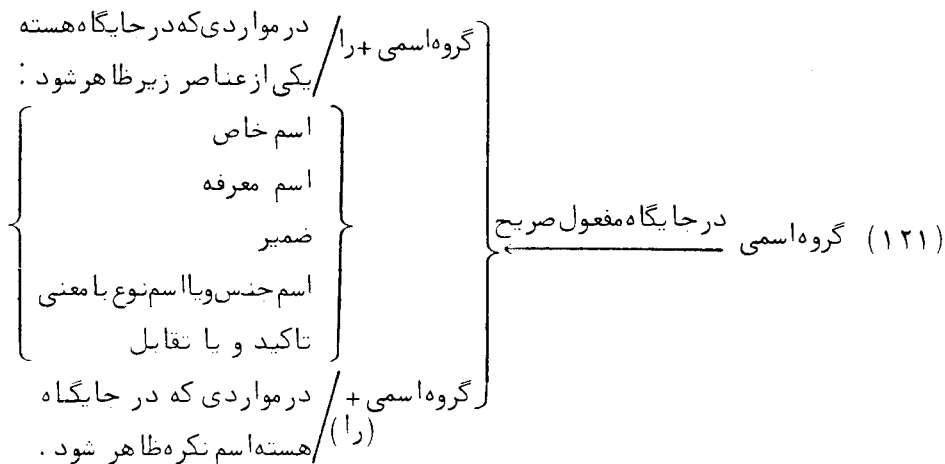 گروه اسمی + را / در مواردی که در جایگاه هسته
یکی از عناصر زیر ظاهر شود :
اسم خاص
اسم معرفه
ضمیر
اسم جنس و یا اسم نوع با معنی
تاکید و یا تقابل
(۱۲۱) گروه اسمی در جایگاه مفعول صریح
گروه اسمی + (را) / در مواردی که در جایگاه
هسته اسم نکره ظاهر شود .